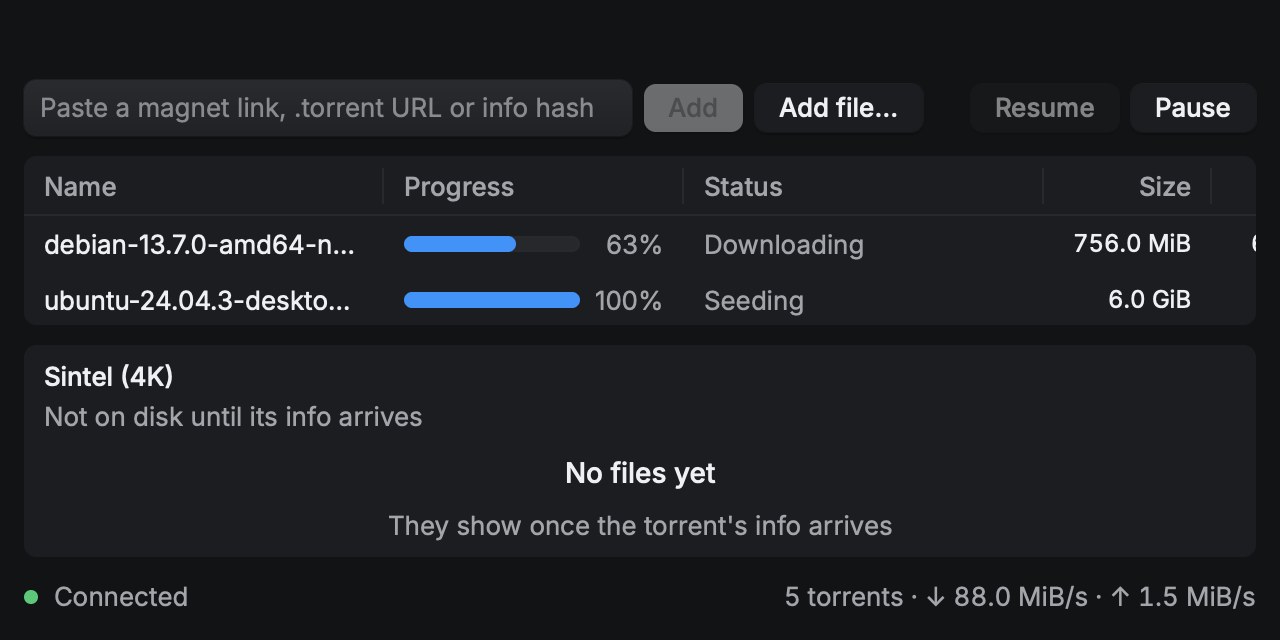 Paste a magnet link, .torrent URL or info hash Add Add file... Resume Pause
Name Progress Status Size
debian-13.7.0-amd64-n... 63% Downloading 756.0 MiB
ubuntu-24.04.3-deskto... 100% Seeding 6.0 GiB
Sintel (4K)
Not on disk until its info arrives
No files yet
They show once the torrent's info arrives
Connected 5 torrents · ↓ 88.0 MiB/s · ↑ 1.5 MiB/s